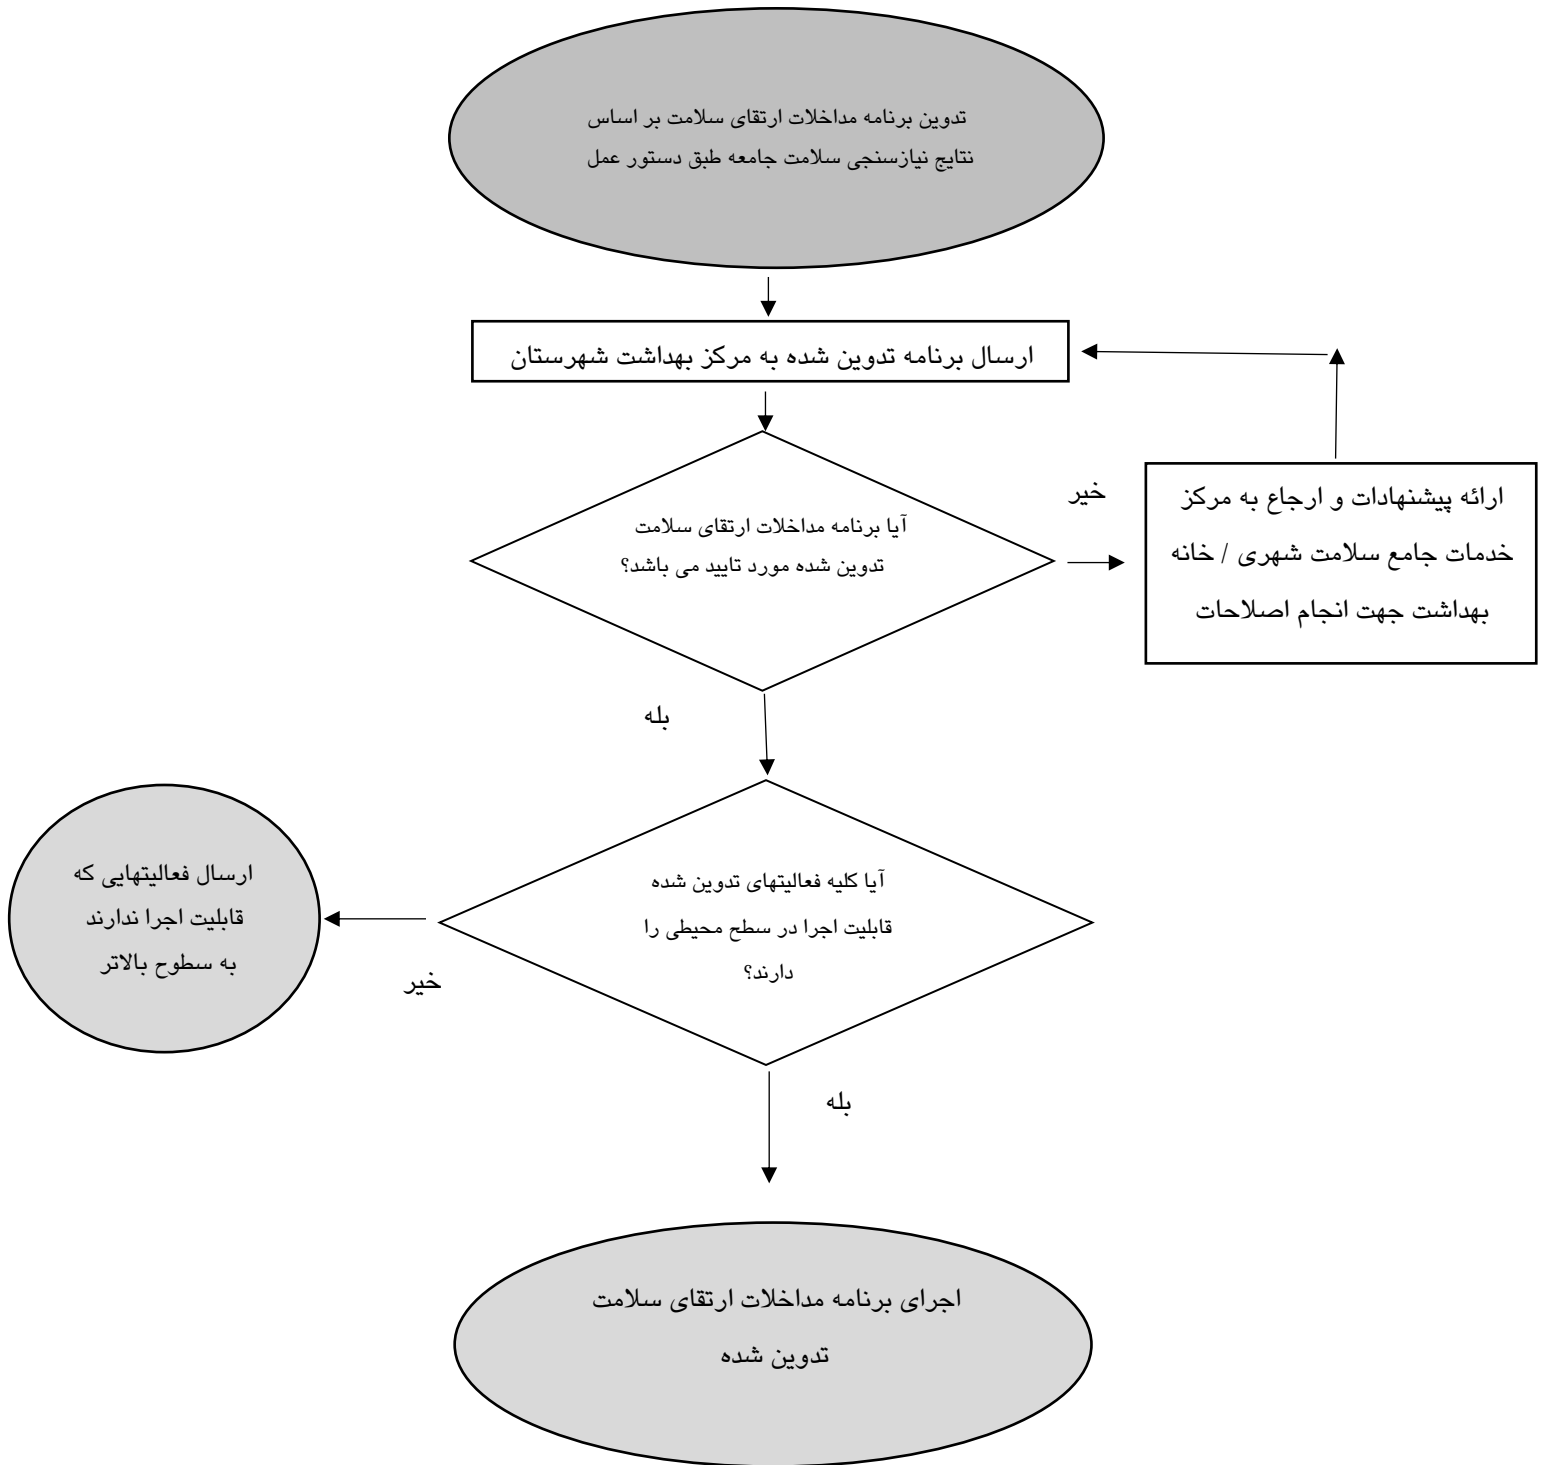 تدوین برنامه مداخلات ارتقای سلامت بر اساس
نتایج نیازسنجی سلامت جامعه طبق دستور عمل
ارسال برنامه تدوین شده به مرکز بهداشت شهرستان
آیا برنامه مداخلات ارتقای سلامت
تدوین شده مورد تایید می باشد؟
خیر
ارائه پیشنهادات و ارجاع به مرکز
خدمات جامع سلامت شهری / خانه
بهداشت جهت انجام اصلاحات
بله
آیا کلیه فعالیتهای تدوین شده
قابلیت اجرا در سطح محیطی را
دارند؟
خیر
ارسال فعالیتهایی که
قابلیت اجرا ندارند
به سطوح بالاتر
بله
اجرای برنامه مداخلات ارتقای سلامت
تدوین شده